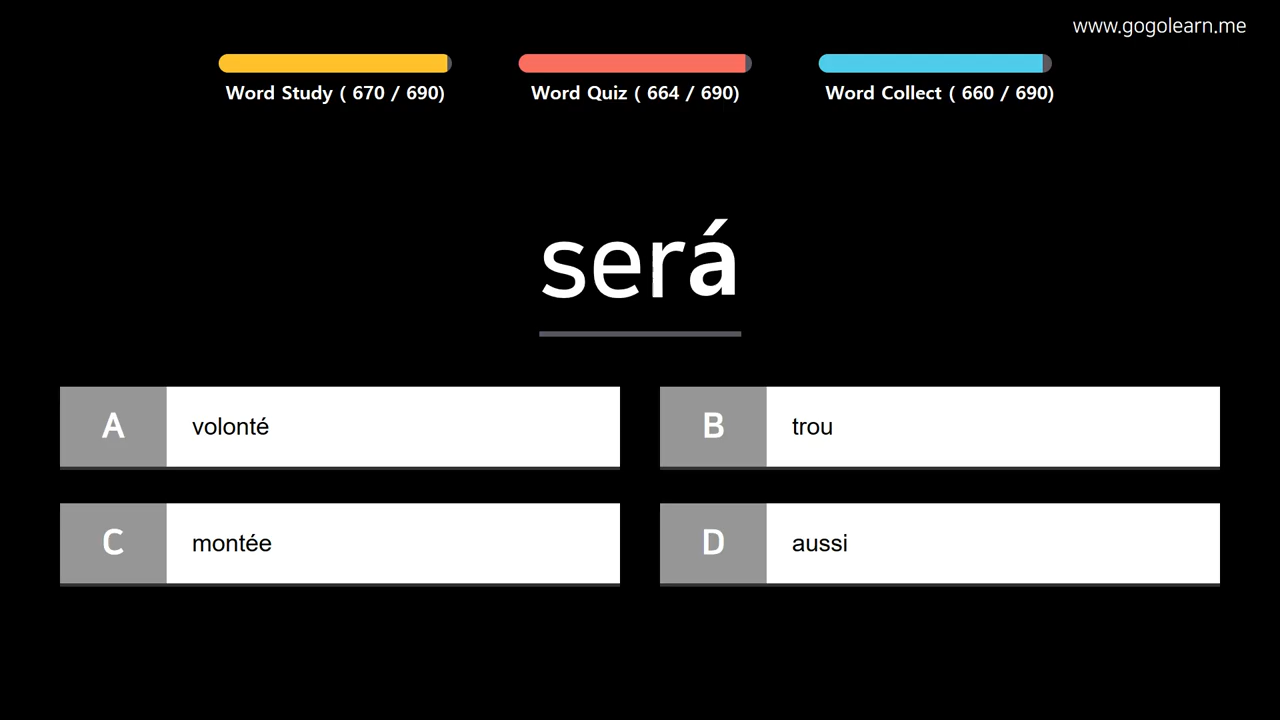 www.gogolearn.me
Word Study ( 670 / 690)
Word Quiz ( 664 / 690)
Word Collect ( 660 / 690)
será
A volonté
B trou
C montée
D aussi